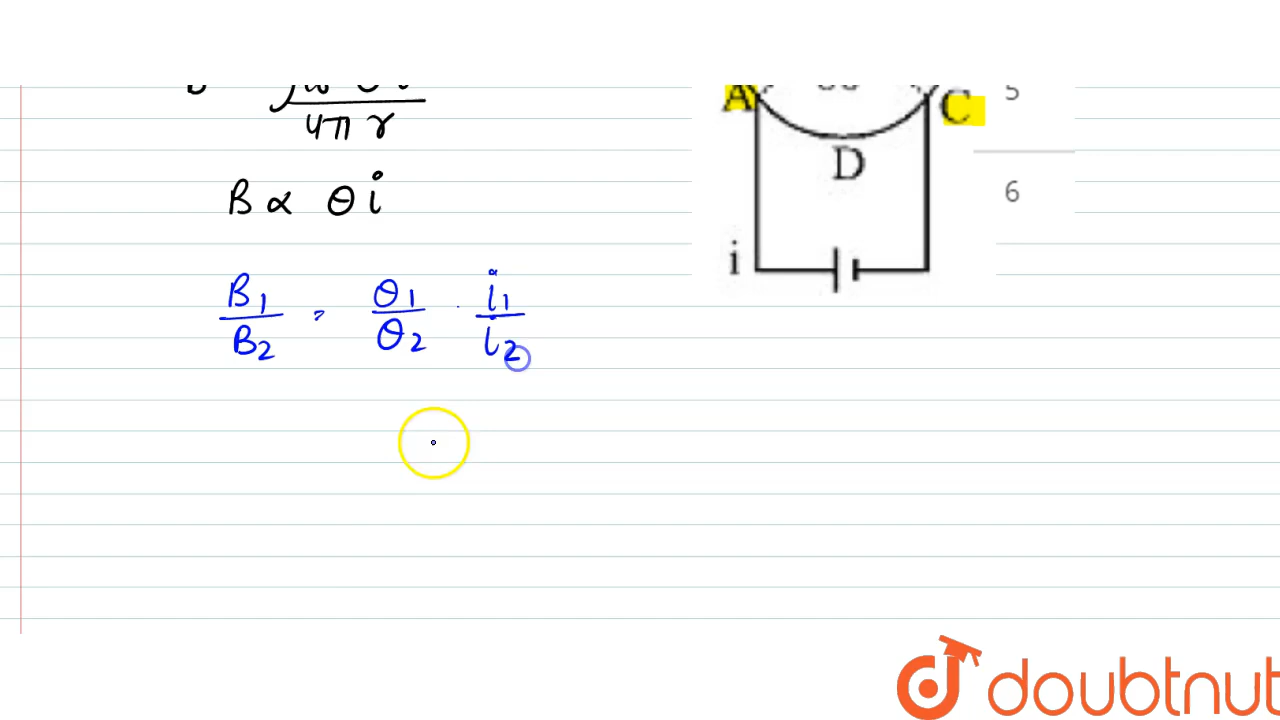 4π r
B ∝ θ i
B1/B2 = θ1/θ2 · i1/i2
A
C
D
i
5
6
doubtnut